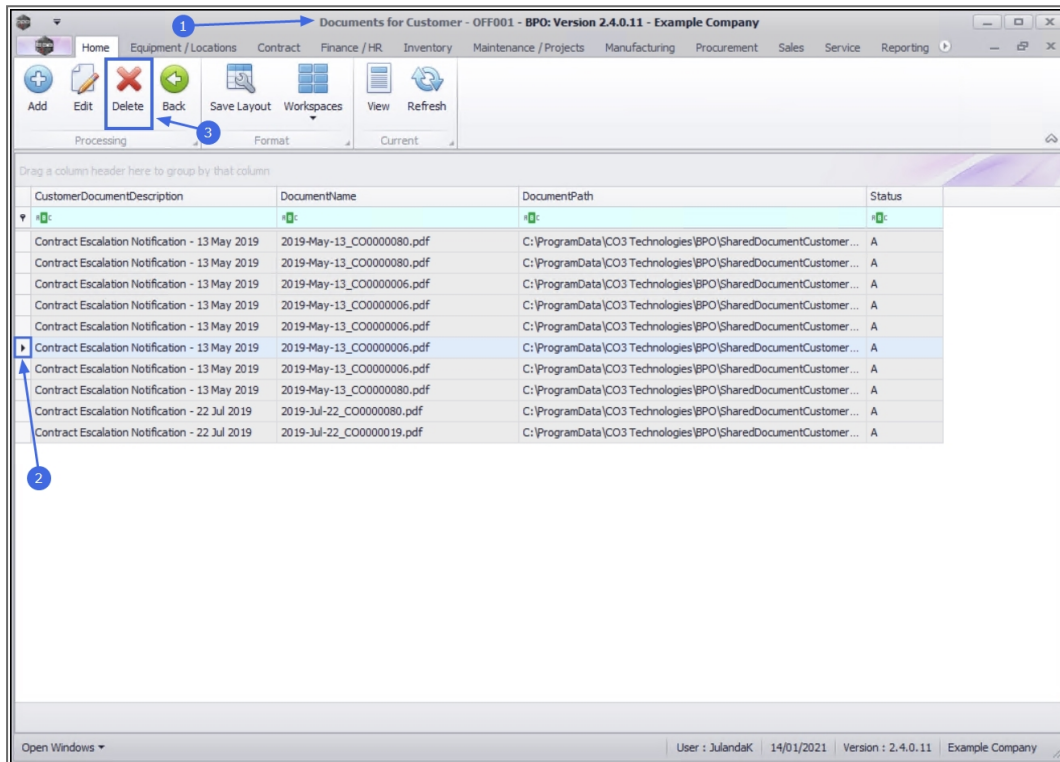 1
Documents for Customer - OFF001 - BPO: Version 2.4.0.11 - Example Company
Home Equipment / Locations Contract Finance / HR Inventory Maintenance / Projects Manufacturing Procurement Sales Service Reporting
Add Edit Delete Back Save Layout Workspaces View Refresh
3
Processing Format Current
Drag a column header here to group by that column
CustomerDocumentDescription DocumentName DocumentPath Status
Contract Escalation Notification - 13 May 2019 2019-May-13_CO0000080.pdf C:\ProgramData\CO3 Technologies\BPO\SharedDocumentCustomer... A
Contract Escalation Notification - 13 May 2019 2019-May-13_CO0000080.pdf C:\ProgramData\CO3 Technologies\BPO\SharedDocumentCustomer... A
Contract Escalation Notification - 13 May 2019 2019-May-13_CO0000006.pdf C:\ProgramData\CO3 Technologies\BPO\SharedDocumentCustomer... A
Contract Escalation Notification - 13 May 2019 2019-May-13_CO0000006.pdf C:\ProgramData\CO3 Technologies\BPO\SharedDocumentCustomer... A
Contract Escalation Notification - 13 May 2019 2019-May-13_CO0000006.pdf C:\ProgramData\CO3 Technologies\BPO\SharedDocumentCustomer... A
Contract Escalation Notification - 13 May 2019 2019-May-13_CO0000006.pdf C:\ProgramData\CO3 Technologies\BPO\SharedDocumentCustomer... A
Contract Escalation Notification - 13 May 2019 2019-May-13_CO0000006.pdf C:\ProgramData\CO3 Technologies\BPO\SharedDocumentCustomer... A
Contract Escalation Notification - 13 May 2019 2019-May-13_CO0000080.pdf C:\ProgramData\CO3 Technologies\BPO\SharedDocumentCustomer... A
Contract Escalation Notification - 22 Jul 2019 2019-Jul-22_CO0000080.pdf C:\ProgramData\CO3 Technologies\BPO\SharedDocumentCustomer... A
Contract Escalation Notification - 22 Jul 2019 2019-Jul-22_CO0000019.pdf C:\ProgramData\CO3 Technologies\BPO\SharedDocumentCustomer... A
2
Open Windows User : JulandaK 14/01/2021 Version : 2.4.0.11 Example Company